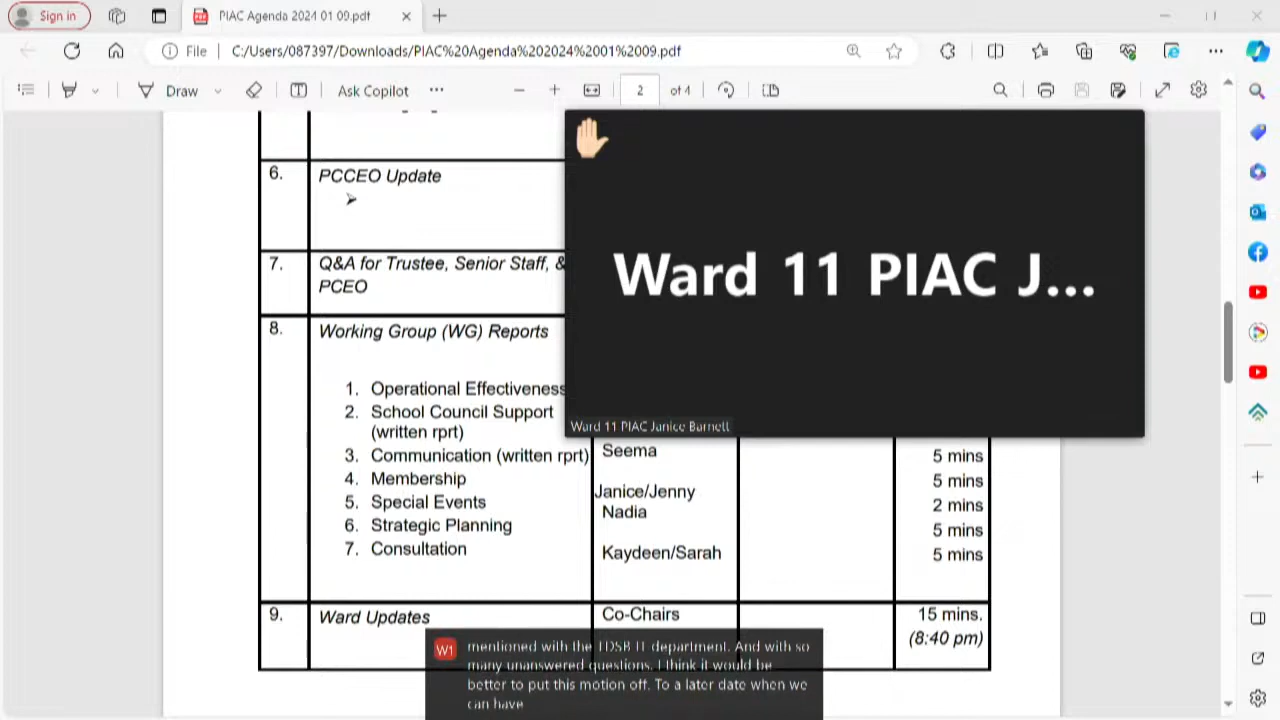 Sign in
PIAC Agenda 2024 01 09.pdf
File
C:/Users/087397/Downloads/PIAC%20Agenda%202024%2001%2009.pdf
Draw
Ask Copilot
2 of 4
6. PCCEO Update
➢
7. Q&A for Trustee, Senior Staff, &
PCEO
Ward 11 PIAC J...
Ward 11 PIAC Janice Barnett
8. Working Group (WG) Reports
1. Operational Effectiveness
2. School Council Support
(written rprt)
3. Communication (written rprt)
4. Membership
5. Special Events
6. Strategic Planning
7. Consultation
Seema
Janice/Jenny
Nadia
Kaydeen/Sarah
5 mins
5 mins
2 mins
5 mins
5 mins
9. Ward Updates Co-Chairs 15 mins.
(8:40 pm)
W1
mentioned with the TDSB IT department. And with so
many unanswered questions, I think it would be
better to put this motion off. To a later date when we
can have